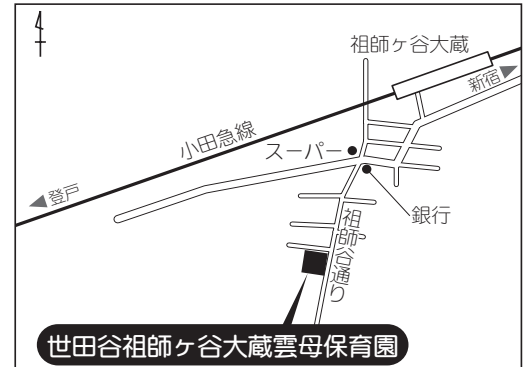 祖師ヶ谷大蔵
新宿
小田急線
スーパー
登戸
銀行
祖師谷通り
世田谷祖師ヶ谷大蔵雲母保育園